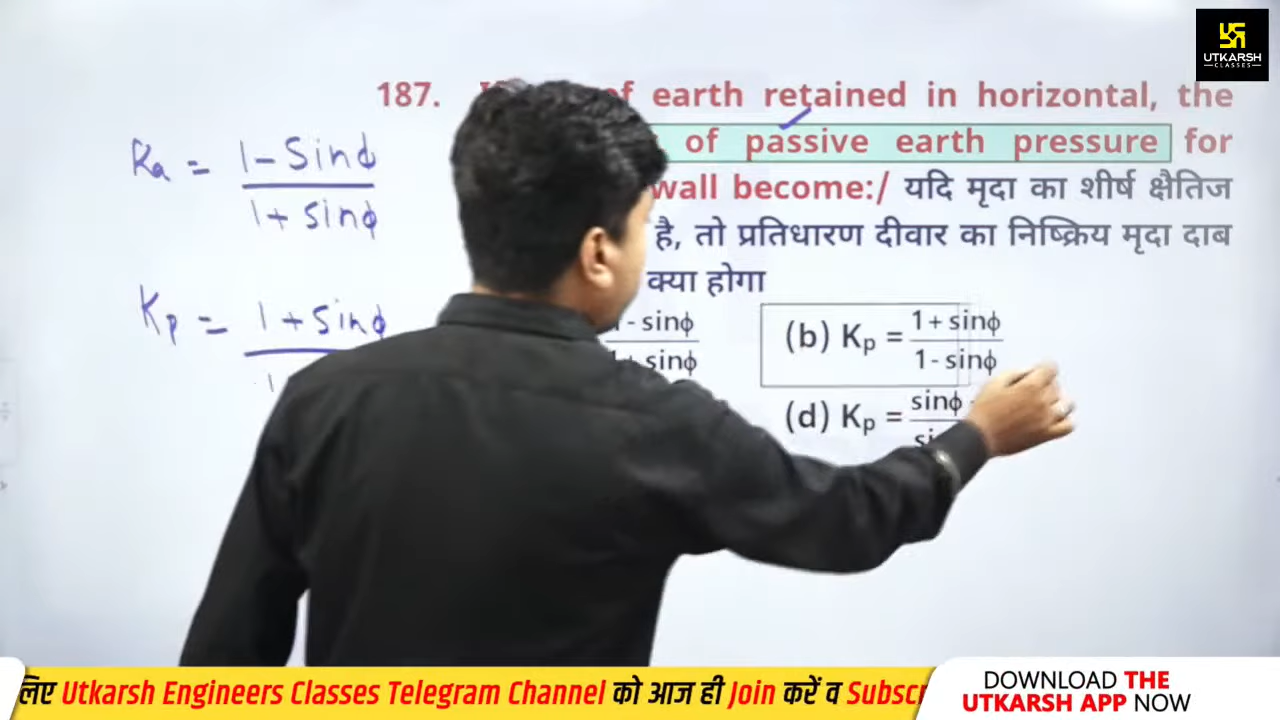 UTKARSH
CLASSES
187. of earth retained in horizontal, the
of passive earth pressure for
wall become:/ यदि मृदा का शीर्ष क्षैतिज
है, तो प्रतिधारण दीवार का निष्क्रिय मृदा दाब
क्या होगा
Ka = 1 - Sinϕ
1 + sinϕ
Kp = 1 + sinϕ
- sinϕ
sinϕ
(b) Kp = 1 + sinϕ
1 - sinϕ
(d) Kp = sinϕ
लिए Utkarsh Engineers Classes Telegram Channel को आज ही Join करें व
DOWNLOAD THE
UTKARSH APP NOW